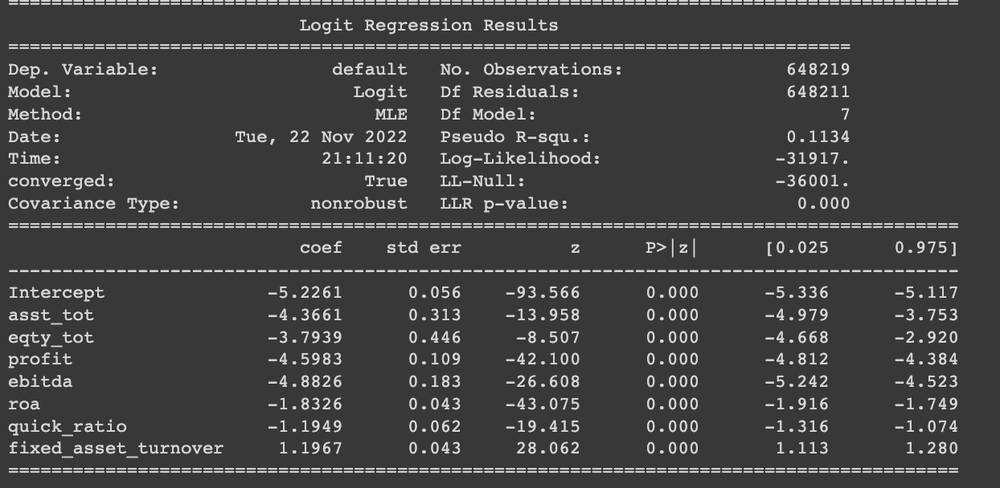 ==============================================================================
Logit Regression Results
==============================================================================
Dep. Variable: default No. Observations: 648219
Model: Logit Df Residuals: 648211
Method: MLE Df Model: 7
Date: Tue, 22 Nov 2022 Pseudo R-squ.: 0.1134
Time: 21:11:20 Log-Likelihood: -31917.
converged: True LL-Null: -36001.
Covariance Type: nonrobust LLR p-value: 0.000
========================================================================================
coef std err z P>|z| [0.025 0.975]
----------------------------------------------------------------------------------------
Intercept -5.2261 0.056 -93.566 0.000 -5.336 -5.117
asst_tot -4.3661 0.313 -13.958 0.000 -4.979 -3.753
eqty_tot -3.7939 0.446 -8.507 0.000 -4.668 -2.920
profit -4.5983 0.109 -42.100 0.000 -4.812 -4.384
ebitda -4.8826 0.183 -26.608 0.000 -5.242 -4.523
roa -1.8326 0.043 -43.075 0.000 -1.916 -1.749
quick_ratio -1.1949 0.062 -19.415 0.000 -1.316 -1.074
fixed_asset_turnover 1.1967 0.043 28.062 0.000 1.113 1.280
========================================================================================